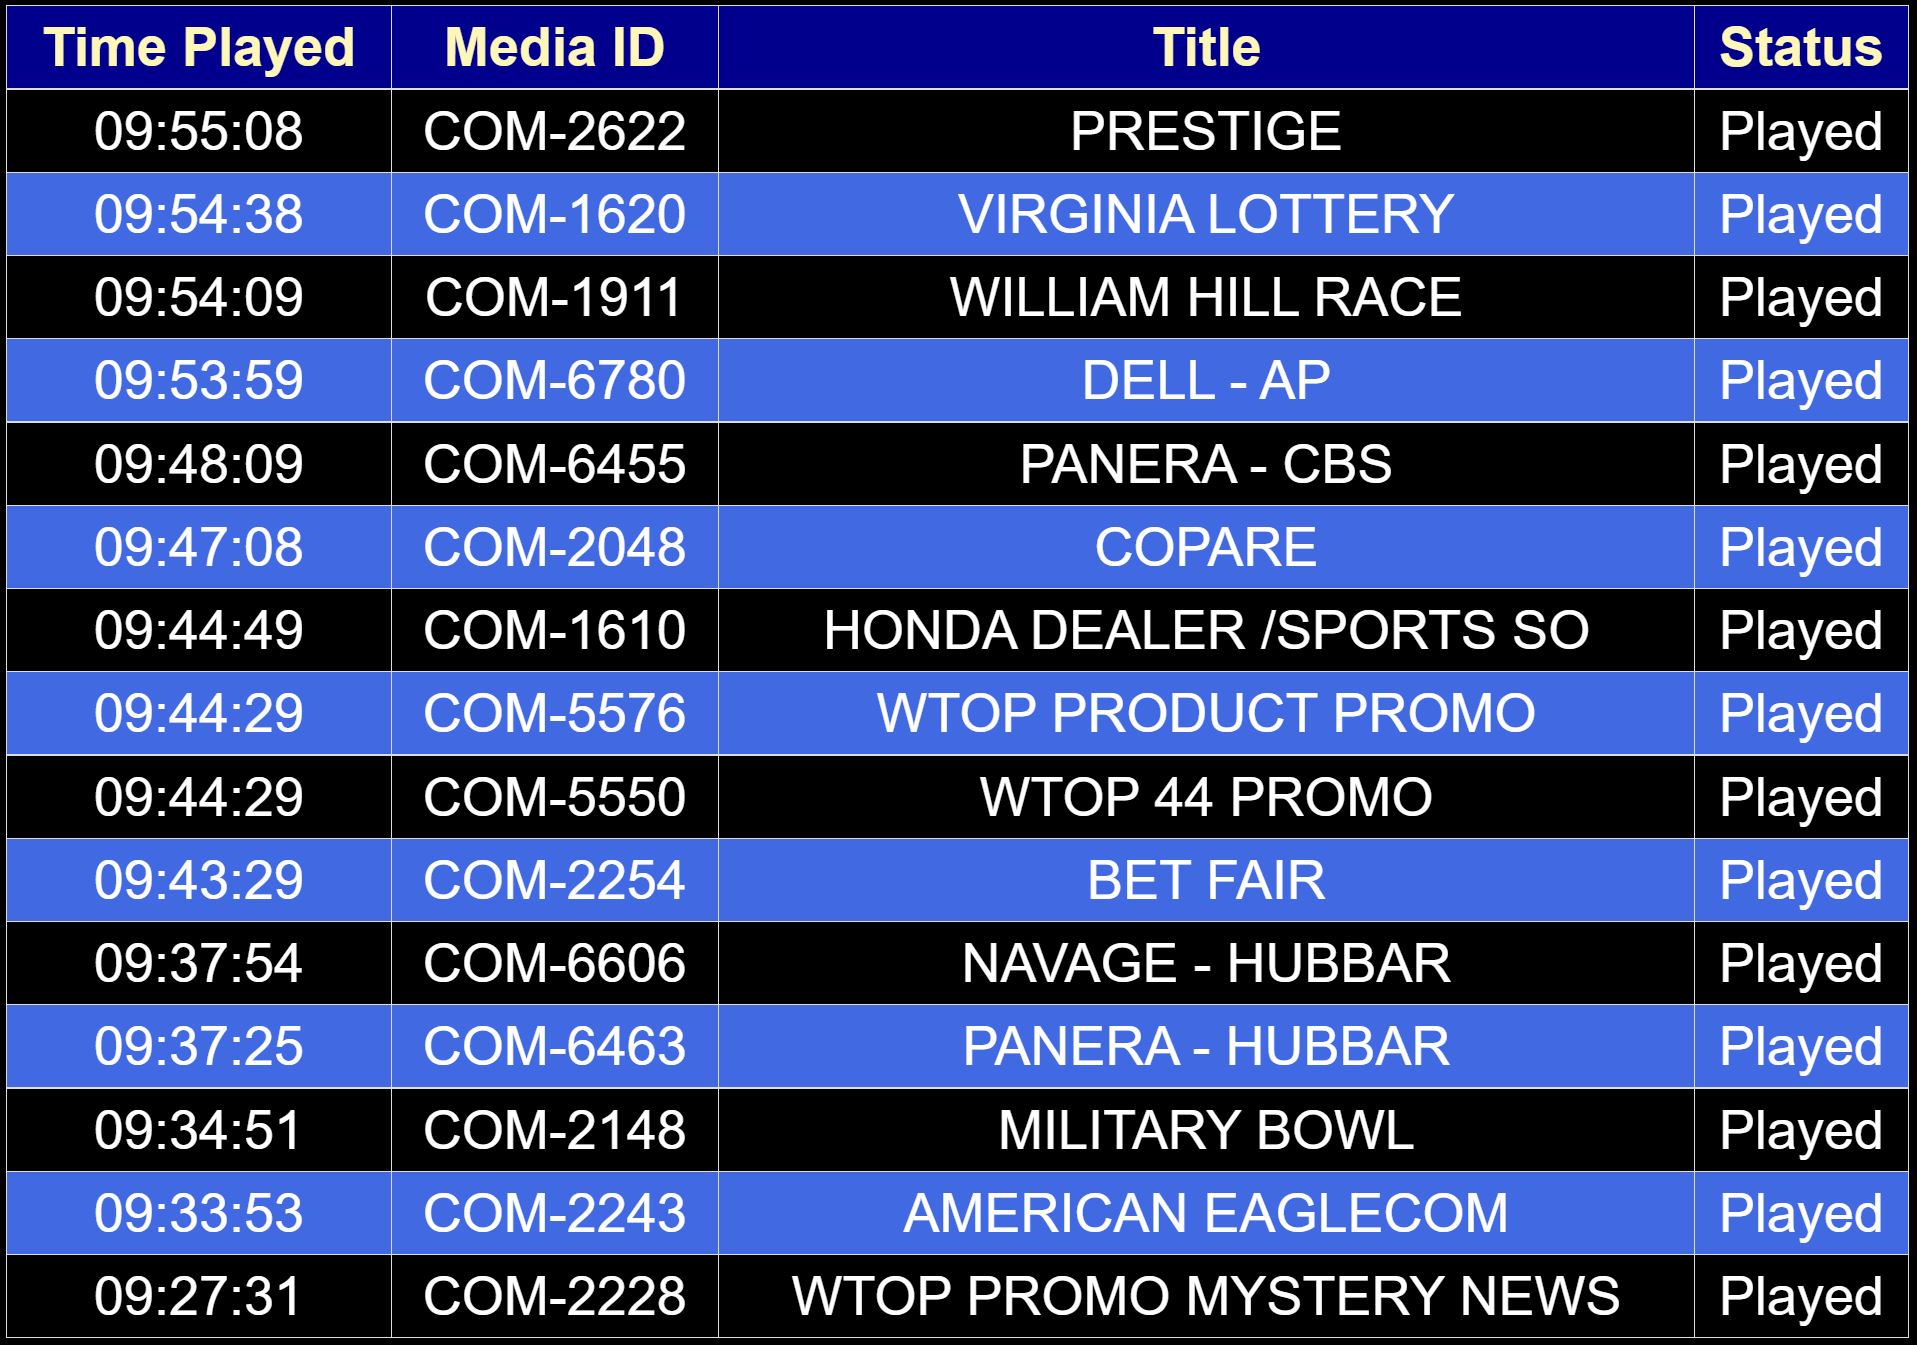 Time Played Media ID Title Status
09:55:08 COM-2622 PRESTIGE Played
09:54:38 COM-1620 VIRGINIA LOTTERY Played
09:54:09 COM-1911 WILLIAM HILL RACE Played
09:53:59 COM-6780 DELL - AP Played
09:48:09 COM-6455 PANERA - CBS Played
09:47:08 COM-2048 COPARE Played
09:44:49 COM-1610 HONDA DEALER /SPORTS SO Played
09:44:29 COM-5576 WTOP PRODUCT PROMO Played
09:44:29 COM-5550 WTOP 44 PROMO Played
09:43:29 COM-2254 BET FAIR Played
09:37:54 COM-6606 NAVAGE - HUBBAR Played
09:37:25 COM-6463 PANERA - HUBBAR Played
09:34:51 COM-2148 MILITARY BOWL Played
09:33:53 COM-2243 AMERICAN EAGLECOM Played
09:27:31 COM-2228 WTOP PROMO MYSTERY NEWS Played